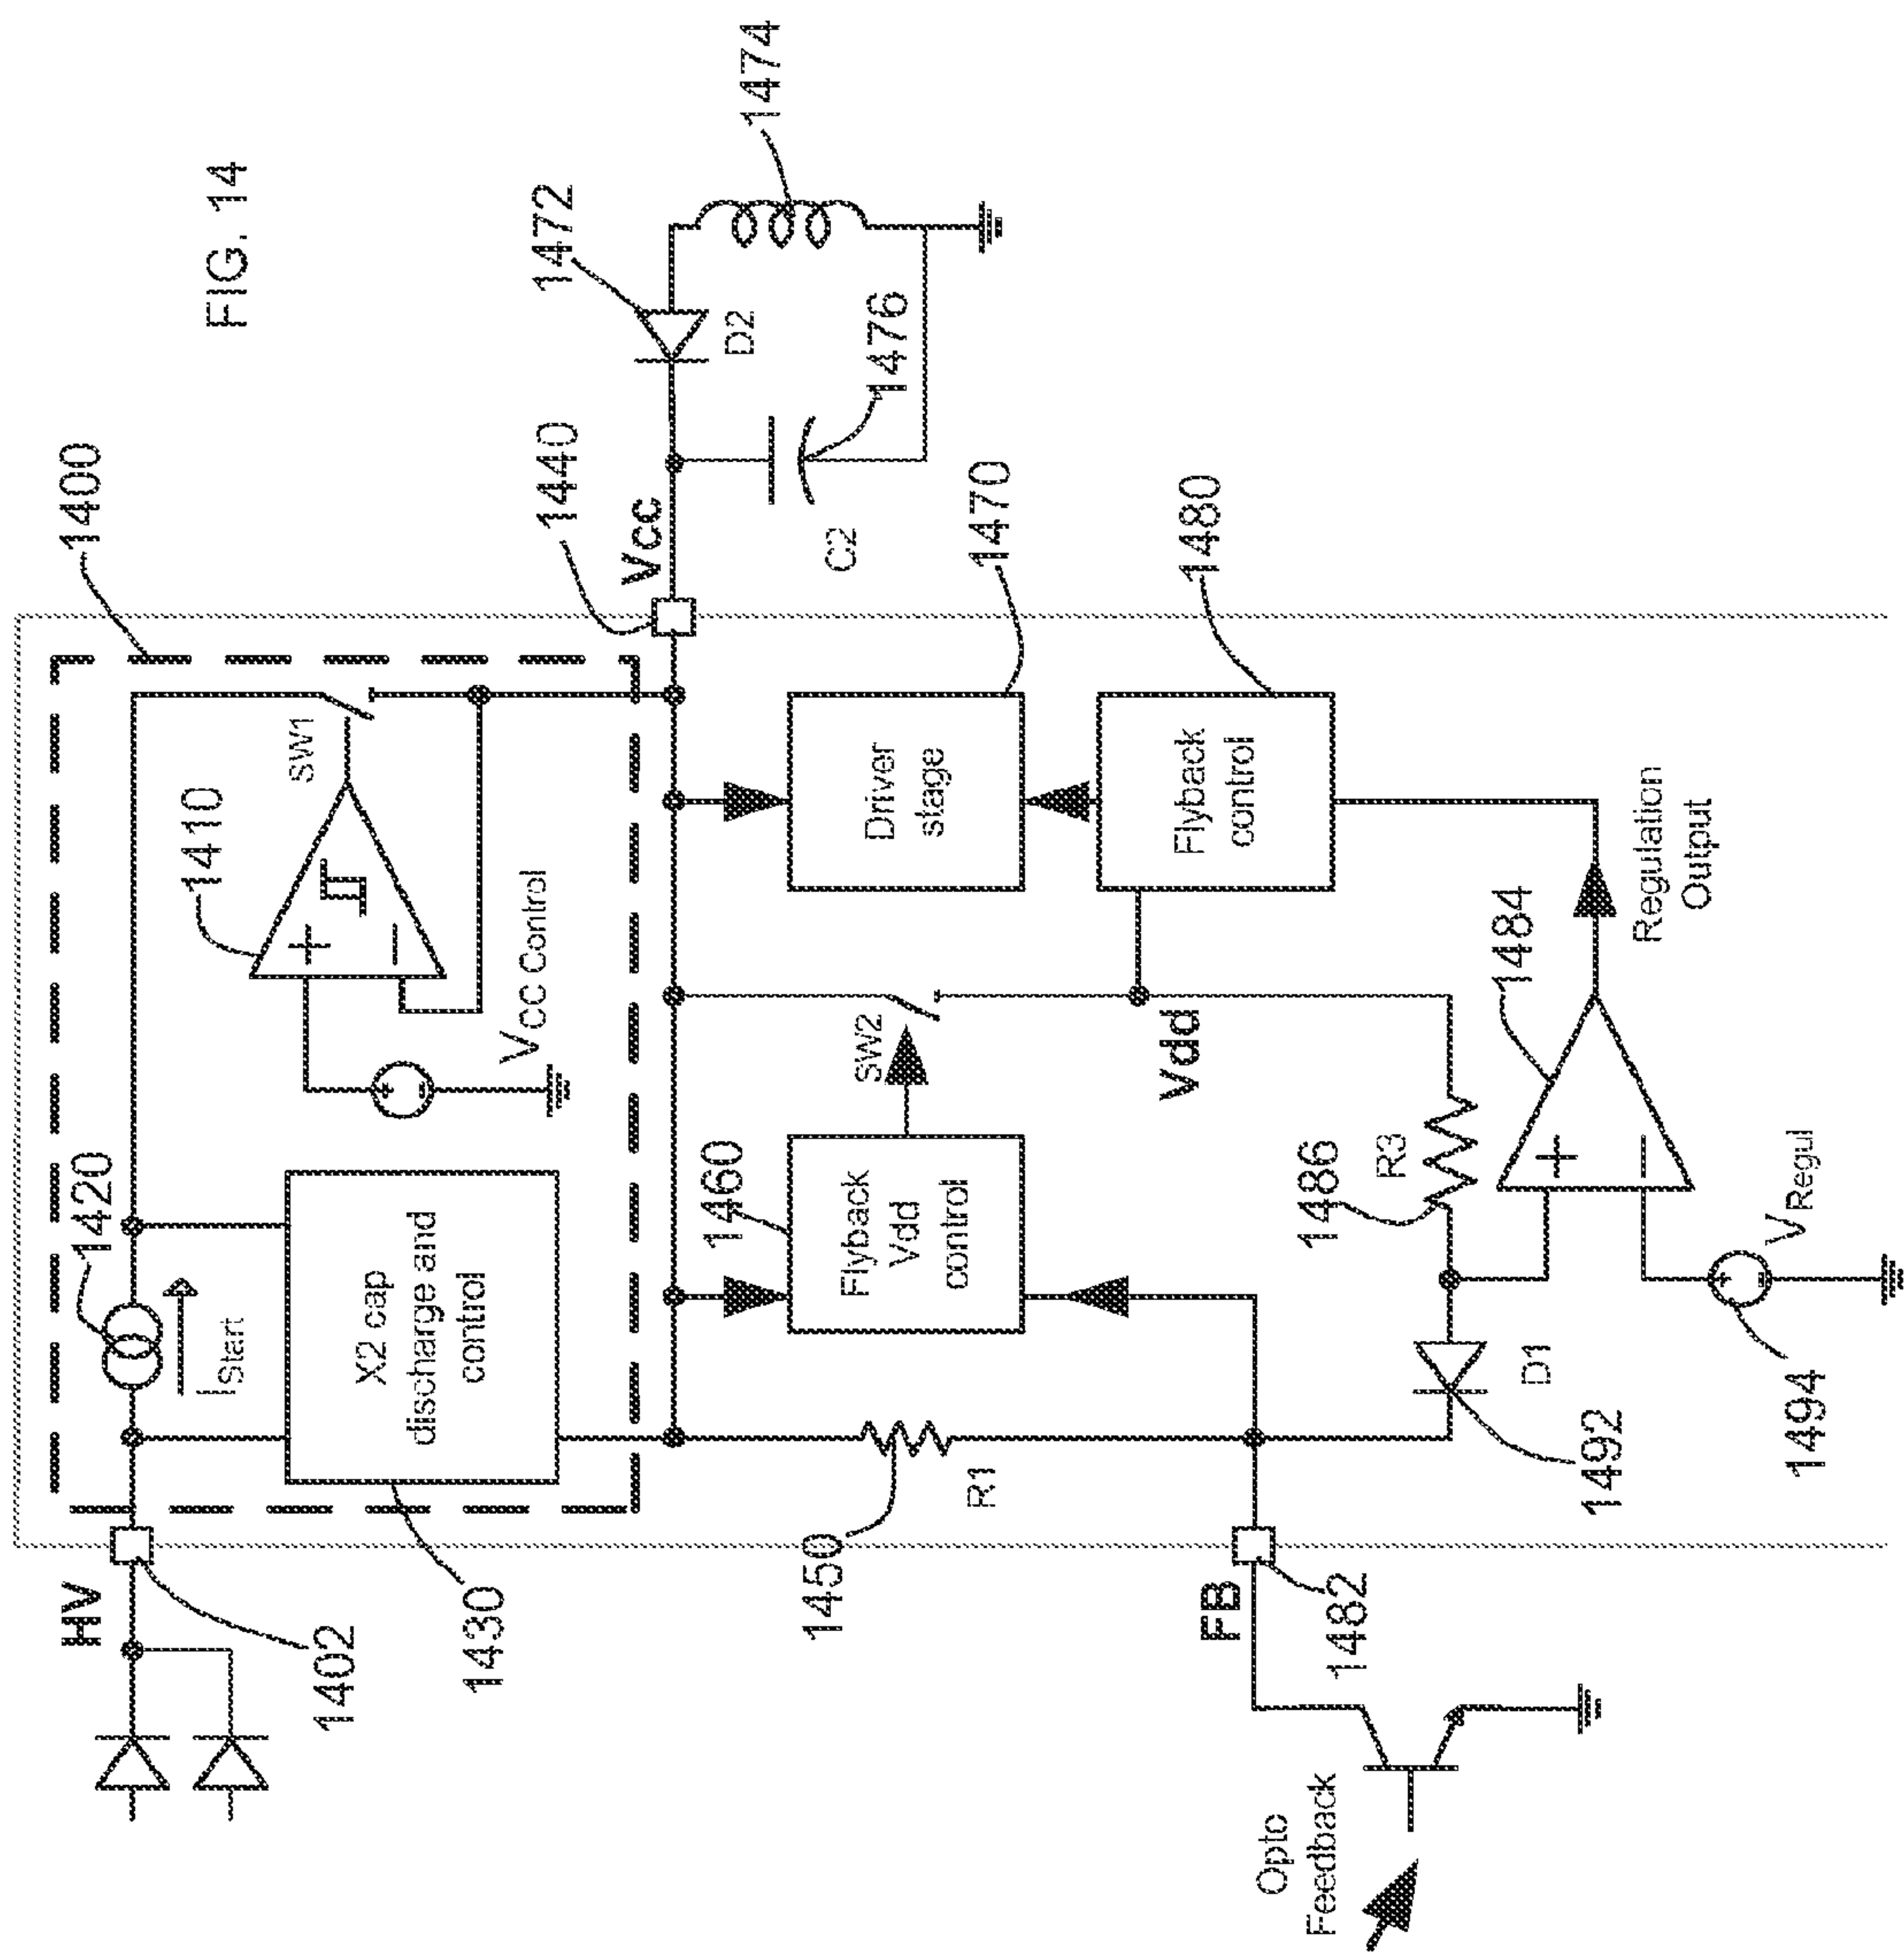 FIG. 14
1400
1410
1420
1402
HV
I Start
X2 cap
discharge and
control
1430
SW1
VCC Control
1440
Vcc
1472
D2
1474
1476
C2
1450
R1
1460
Flyback
Vdd
control
SW2
Vdd
Driver
stage
1470
Flyback
control
1480
FB
1482
Opto
Feedback
1486
R3
D1
1492
+
−
1484
VRegul
1494
Regulation
Output
+
−